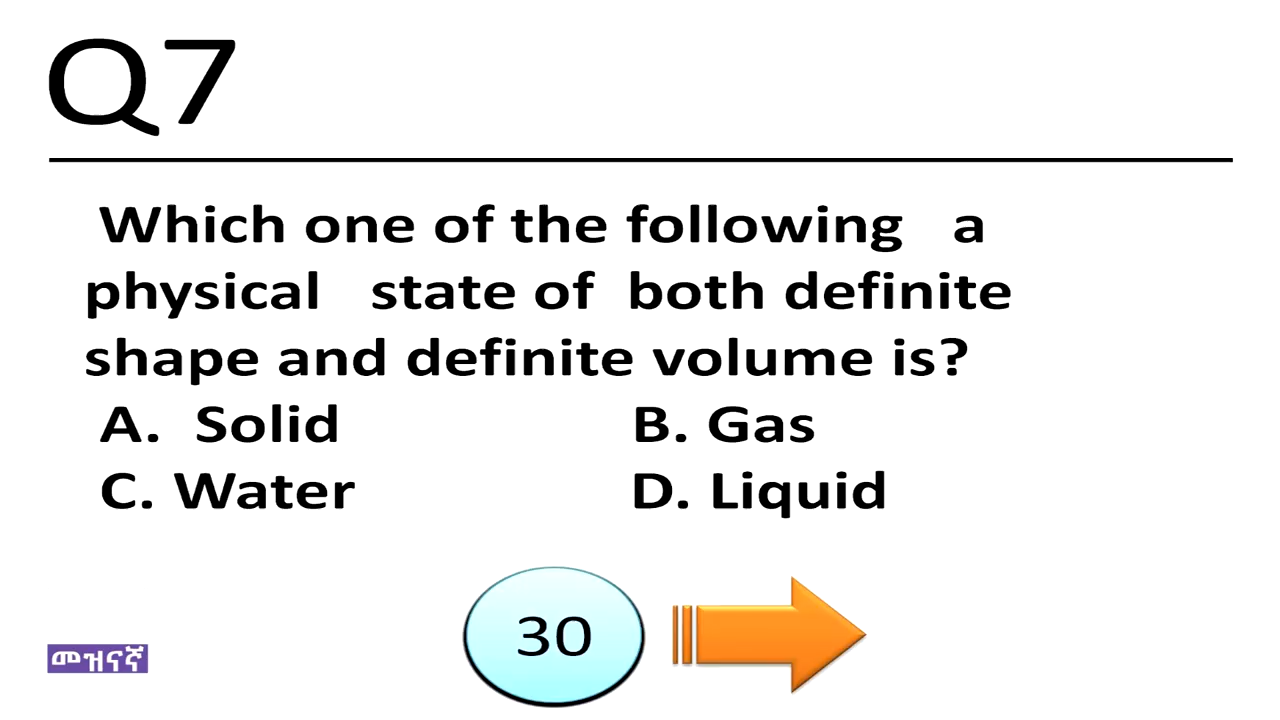 Q7
Which one of the following a
physical state of both definite
shape and definite volume is?
A. Solid B. Gas
C. Water D. Liquid
30
መዝናኛ